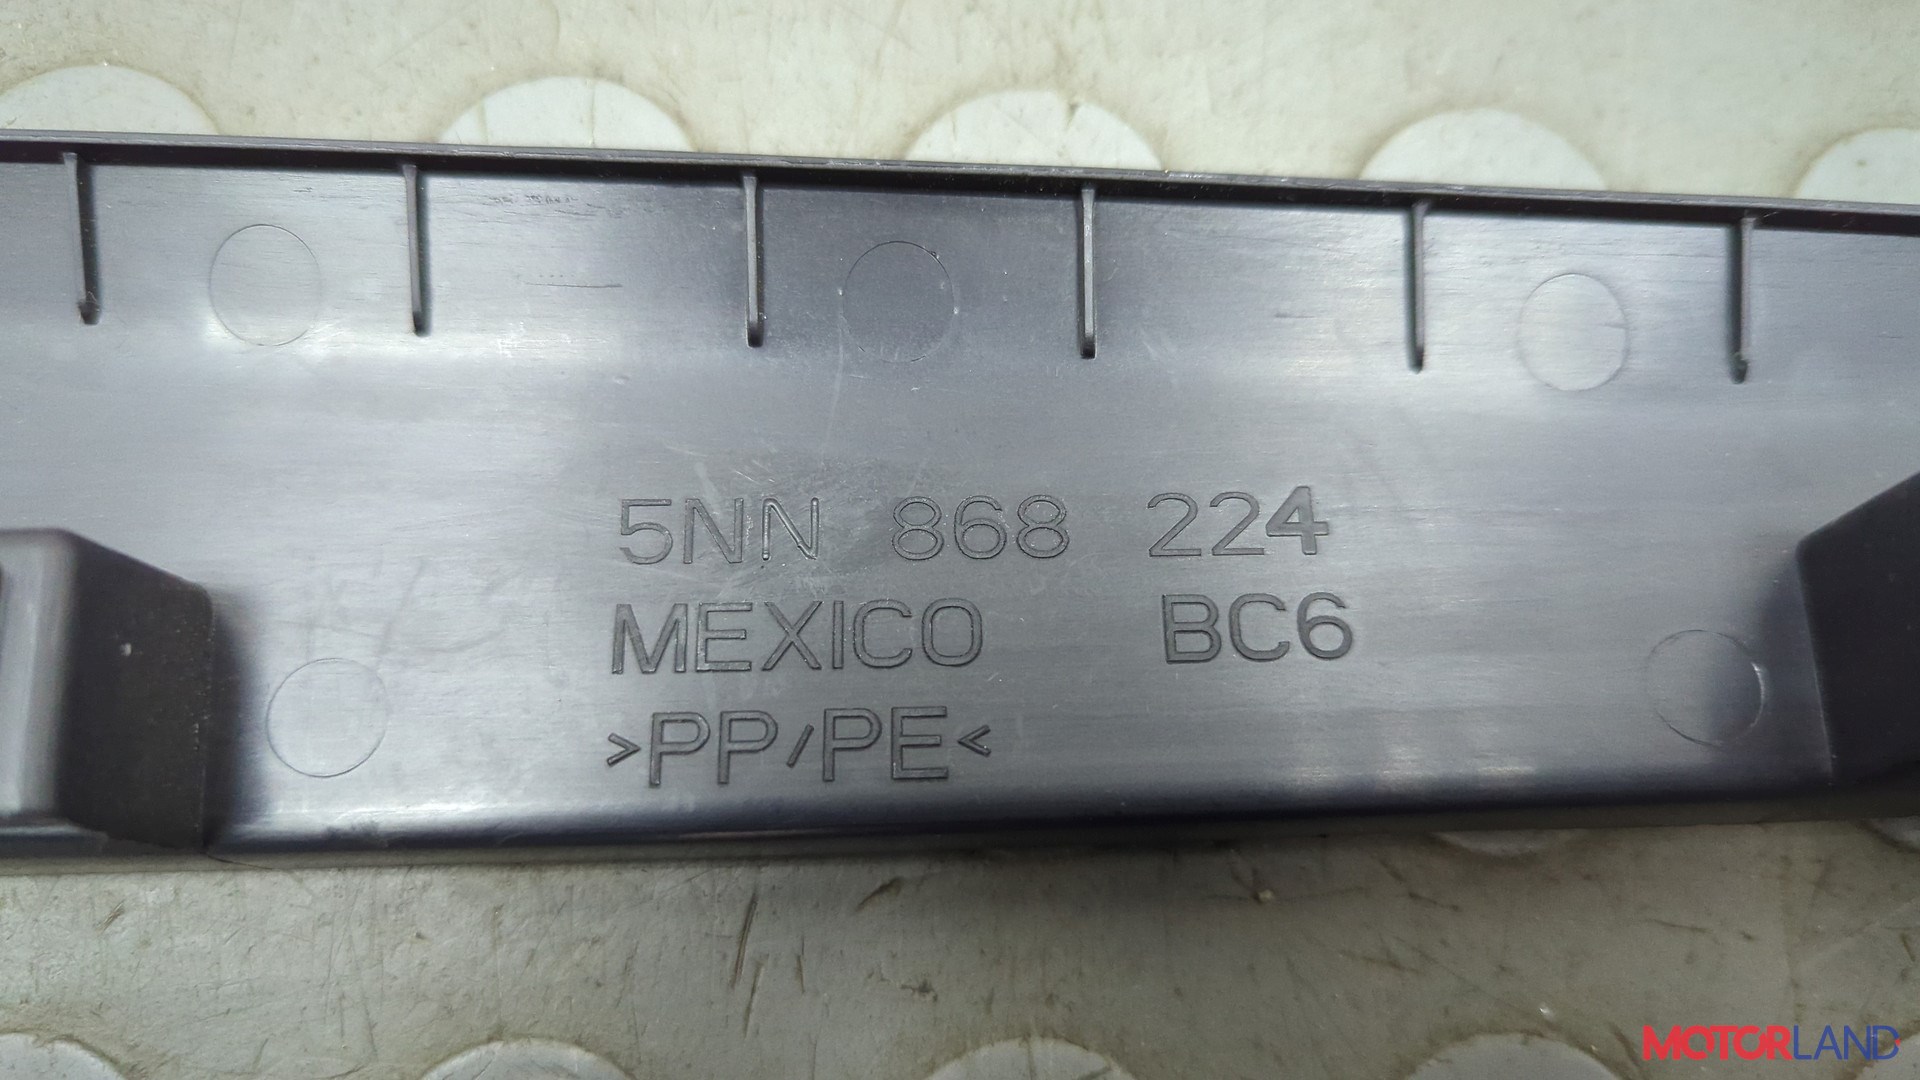 5NN 868 224
MEXICO BC6
>PP/PE<
MOTORLAND